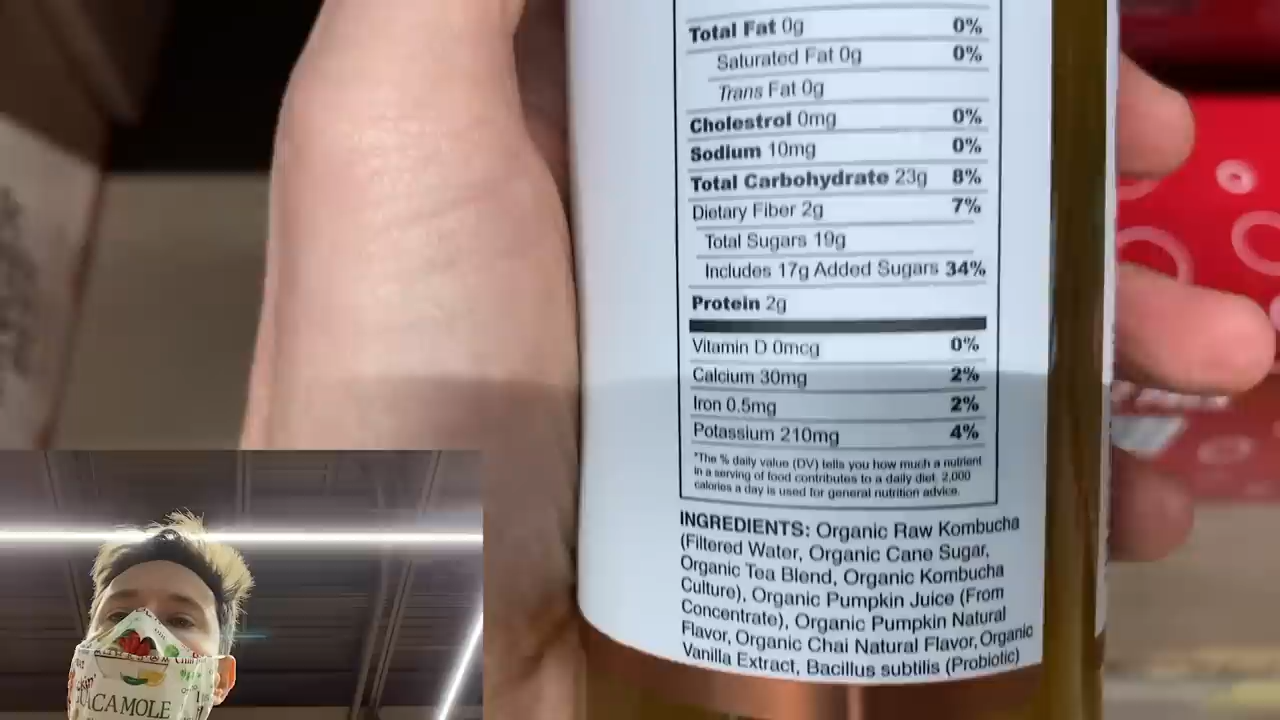 Total Fat 0g 0%
Saturated Fat 0g 0%
Trans Fat 0g
Cholestrol 0mg 0%
Sodium 10mg 0%
Total Carbohydrate 23g 8%
Dietary Fiber 2g 7%
Total Sugars 19g
Includes 17g Added Sugars 34%
Protein 2g
Vitamin D 0mcg 0%
Calcium 30mg 2%
Iron 0.5mg 2%
Potassium 210mg 4%
*The % daily value (DV) tells you how much a nutrient
in a serving of food contributes to a daily diet. 2,000
calories a day is used for general nutrition advice.
INGREDIENTS: Organic Raw Kombucha
(Filtered Water, Organic Cane Sugar,
Organic Tea Blend, Organic Kombucha
Culture), Organic Pumpkin Juice (From
Concentrate), Organic Pumpkin Natural
Flavor, Organic Chai Natural Flavor, Organic
Vanilla Extract, Bacillus subtilis (Probiotic)
ACAMOLE